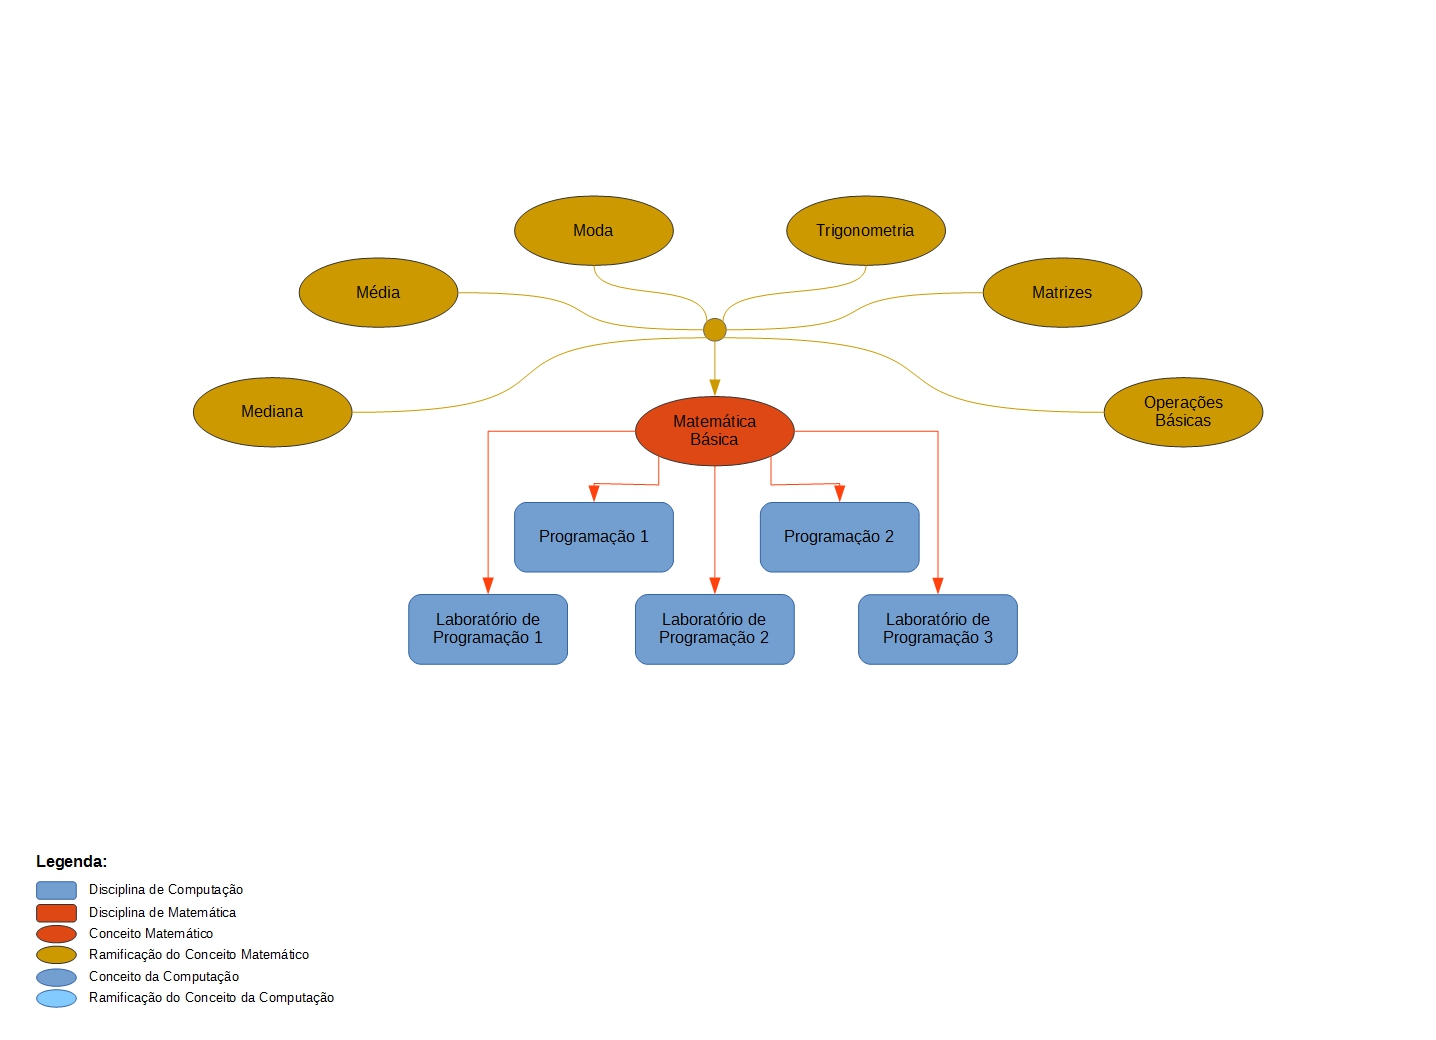 Moda
Trigonometria
Média
Matrizes
Mediana
Operações
Básicas
Matemática
Básica
Programação 1
Programação 2
Laboratório de
Programação 1
Laboratório de
Programação 2
Laboratório de
Programação 3
Legenda:
Disciplina de Computação
Disciplina de Matemática
Conceito Matemático
Ramificação do Conceito Matemático
Conceito da Computação
Ramificação do Conceito da Computação